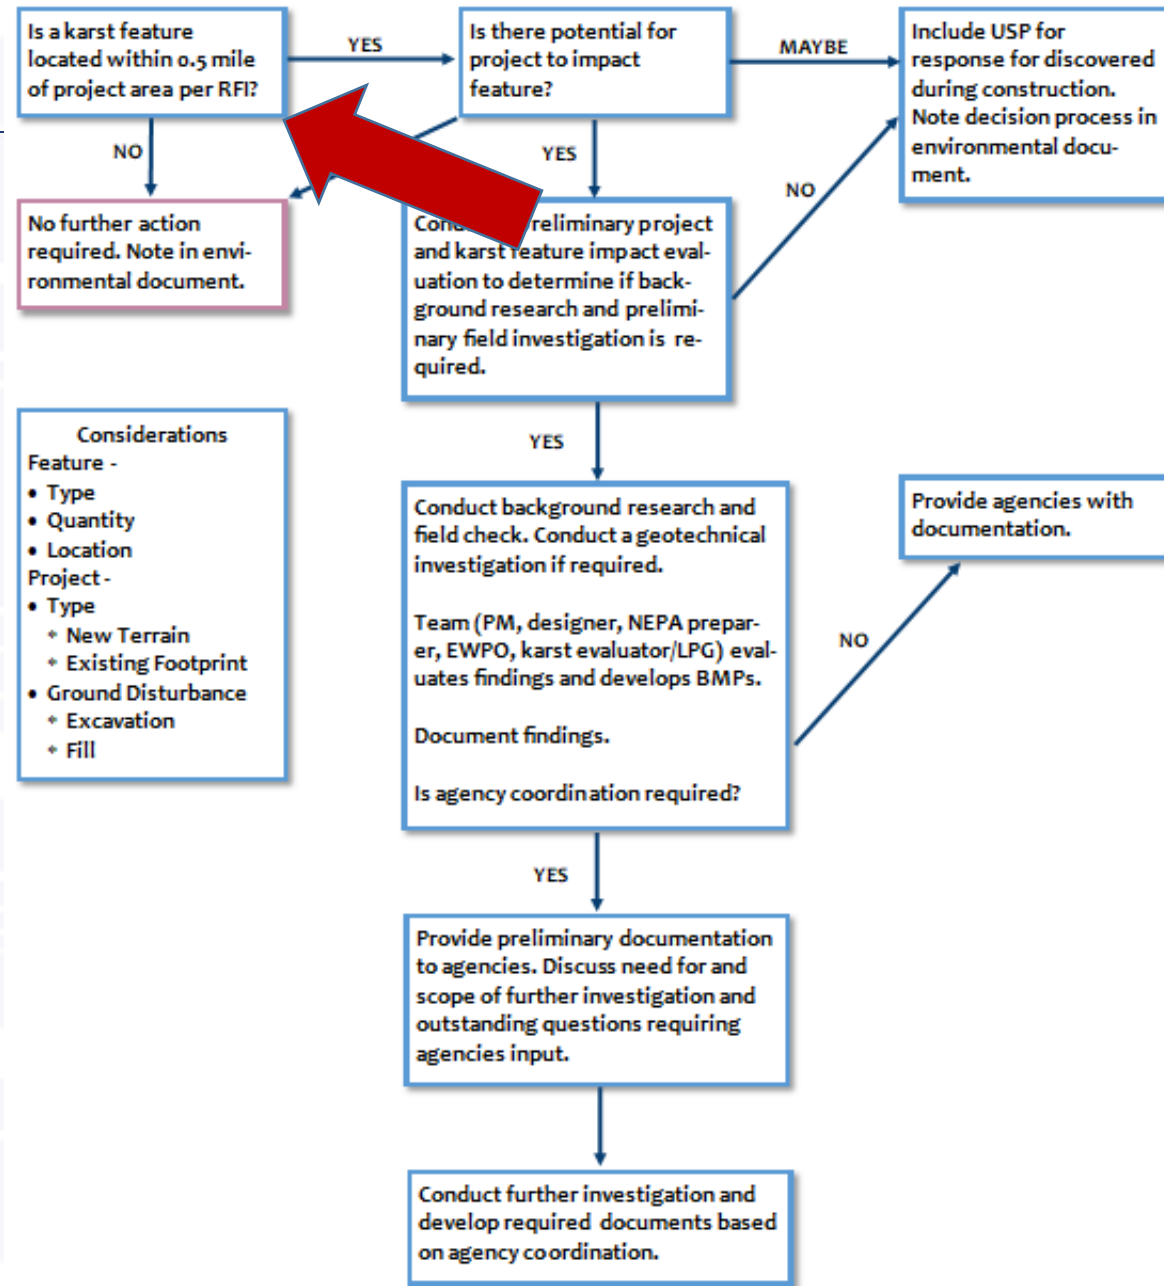 Is a karst feature
located within 0.5 mile
of project area per RFI?
YES
Is there potential for
project to impact
feature?
MAYBE
Include USP for
response for discovered
during construction.
Note decision process in
environmental docu-
ment.
NO
YES
NO
No further action
required. Note in envi-
ronmental document.
reliminary project
and karst feature impact eval-
uation to determine if back-
ground research and prelimi-
nary field investigation is re-
quired.
YES
Considerations
Feature -
• Type
• Quantity
• Location
Project -
• Type
* New Terrain
* Existing Footprint
• Ground Disturbance
* Excavation
* Fill
Conduct background research and
field check. Conduct a geotechnical
investigation if required.
Team (PM, designer, NEPA prepar-
er, EWPO, karst evaluator/LPG) eval-
uates findings and develops BMPs.
Document findings.
Is agency coordination required?
NO
Provide agencies with
documentation.
YES
Provide preliminary documentation
to agencies. Discuss need for and
scope of further investigation and
outstanding questions requiring
agencies input.
Conduct further investigation and
develop required documents based
on agency coordination.